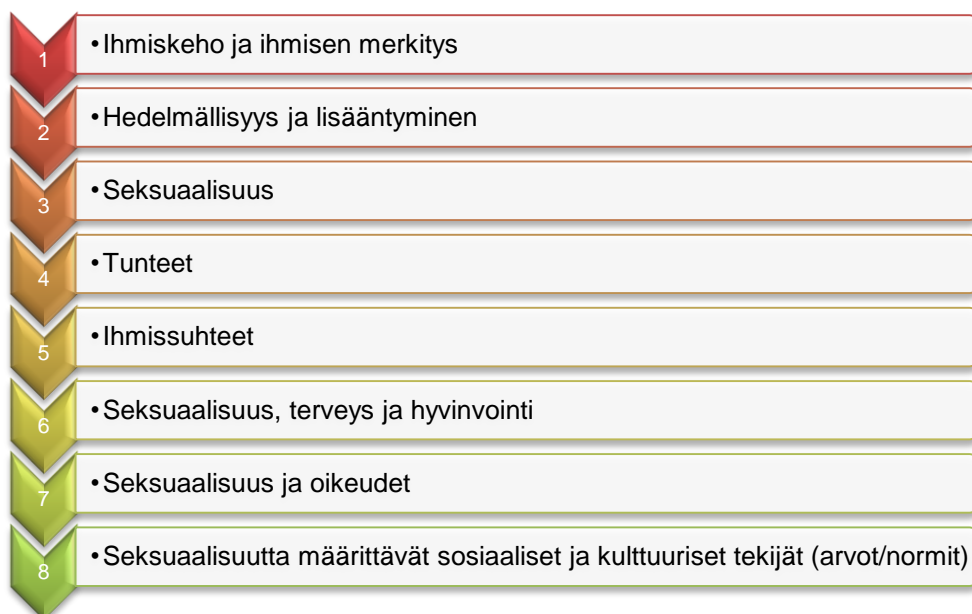 1 •Ihmiskeho ja ihmisen merkitys
2 •Hedelmällisyys ja lisääntyminen
3 •Seksuaalisuus
4 •Tunteet
5 •Ihmissuhteet
6 •Seksuaalisuus, terveys ja hyvinvointi
7 •Seksuaalisuus ja oikeudet
8 •Seksuaalisuutta määrittävät sosiaaliset ja kulttuuriset tekijät (arvot/normit)